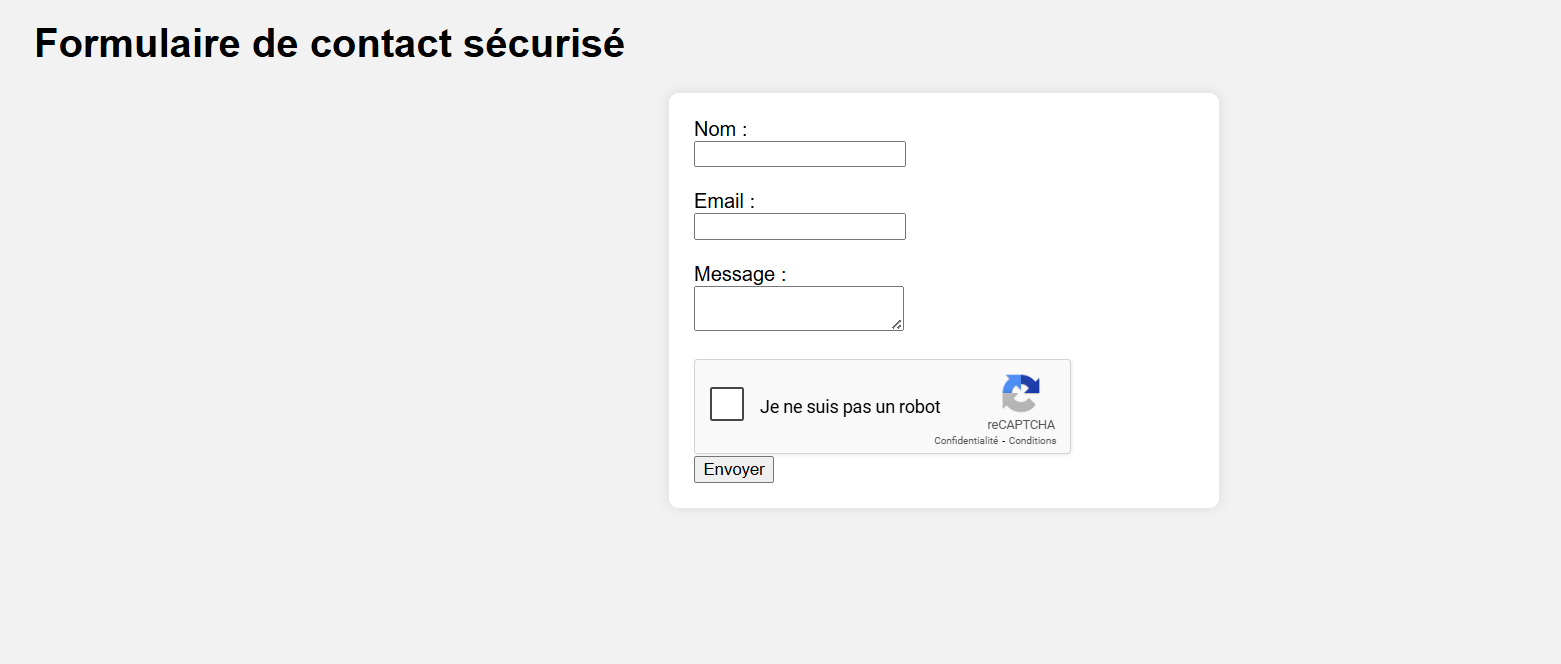 Formulaire de contact sécurisé
Nom :
Email :
Message :
Je ne suis pas un robot
reCAPTCHA
Confidentialité - Conditions
Envoyer